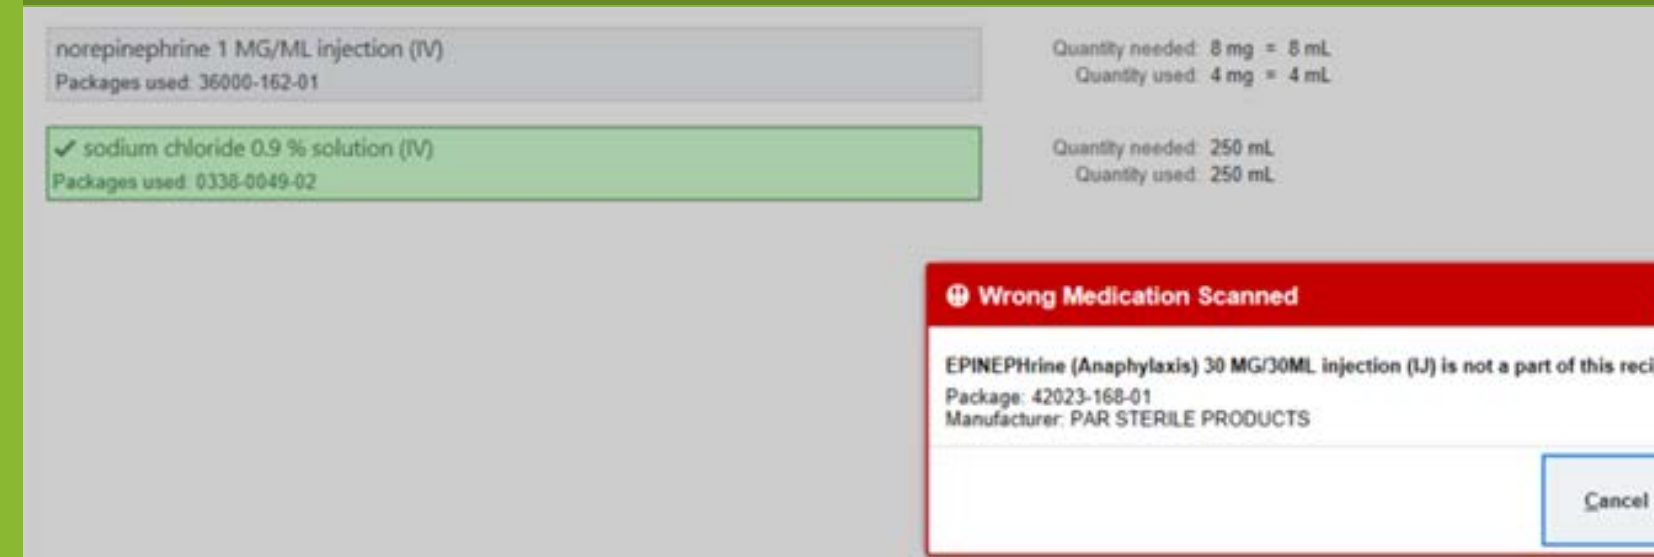 norepinephrine 1 MG/ML injection (IV)
Packages used: 36000-162-01
Quantity needed: 8 mg = 8 mL
Quantity used: 4 mg = 4 mL
✓ sodium chloride 0.9 % solution (IV)
Packages used: 0338-0049-02
Quantity needed: 250 mL
Quantity used: 250 mL
Wrong Medication Scanned
EPINEPHrine (Anaphylaxis) 30 MG/30ML injection (IJ) is not a part of this reci
Package: 42023-168-01
Manufacturer: PAR STERILE PRODUCTS
Cancel